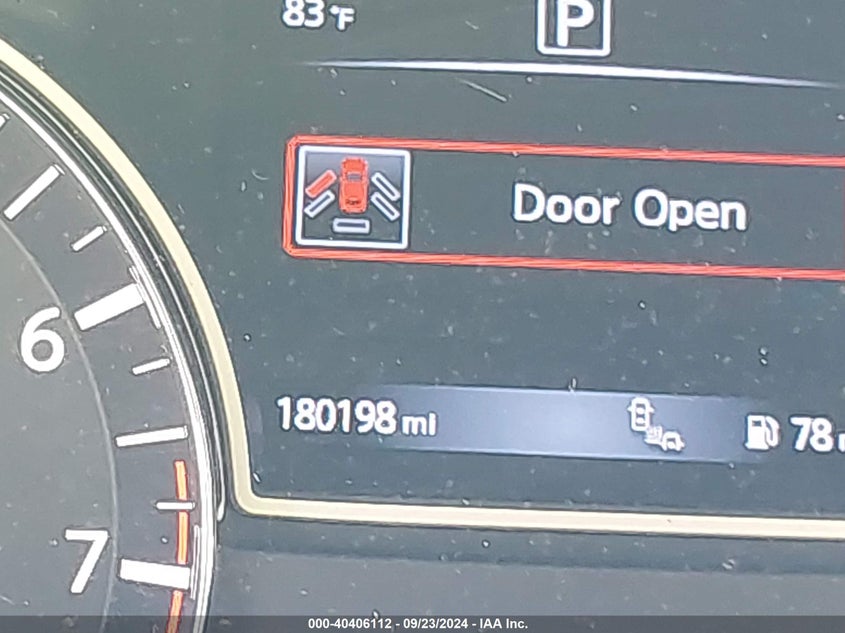 83°F
P
Door Open
6
180198 mi
78
7
000-40406112 - 09/23/2024 - IAA Inc.